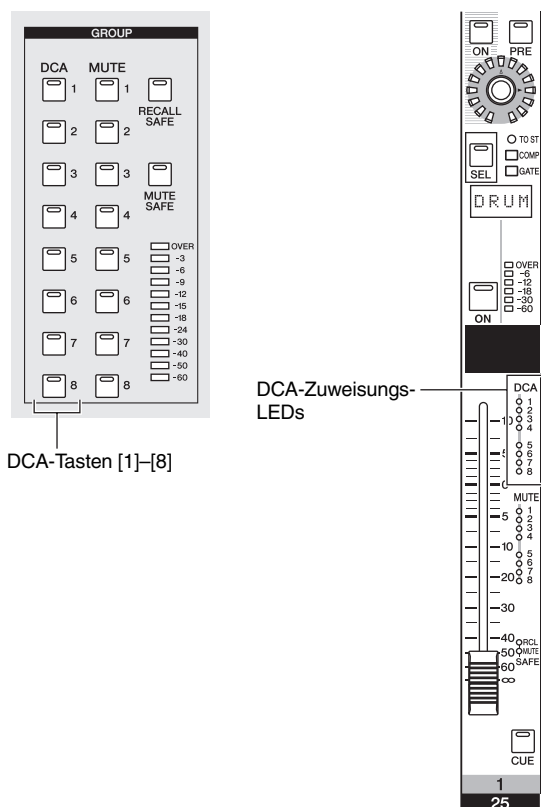 GROUP
DCA MUTE
1 1
RECALL
SAFE
2 2
3 3
MUTE
SAFE
4 4
5 5
6 6
7 7
8 8
OVER
-3
-6
-9
-12
-15
-18
-24
-30
-40
-50
-60
DCA-Tasten [1]–[8]
ON PRE
TO ST
COMP
GATE
SEL
DRUM
OVER
-6
-12
-18
-30
-60
ON
DCA-Zuweisungs-
LEDs
DCA
1
2
3
4
5
6
7
8
MUTE
1
2
3
4
5
6
7
8
10
5
0
5
10
20
30
40
50
60
∞
RCL
MUTE
SAFE
CUE
1
25